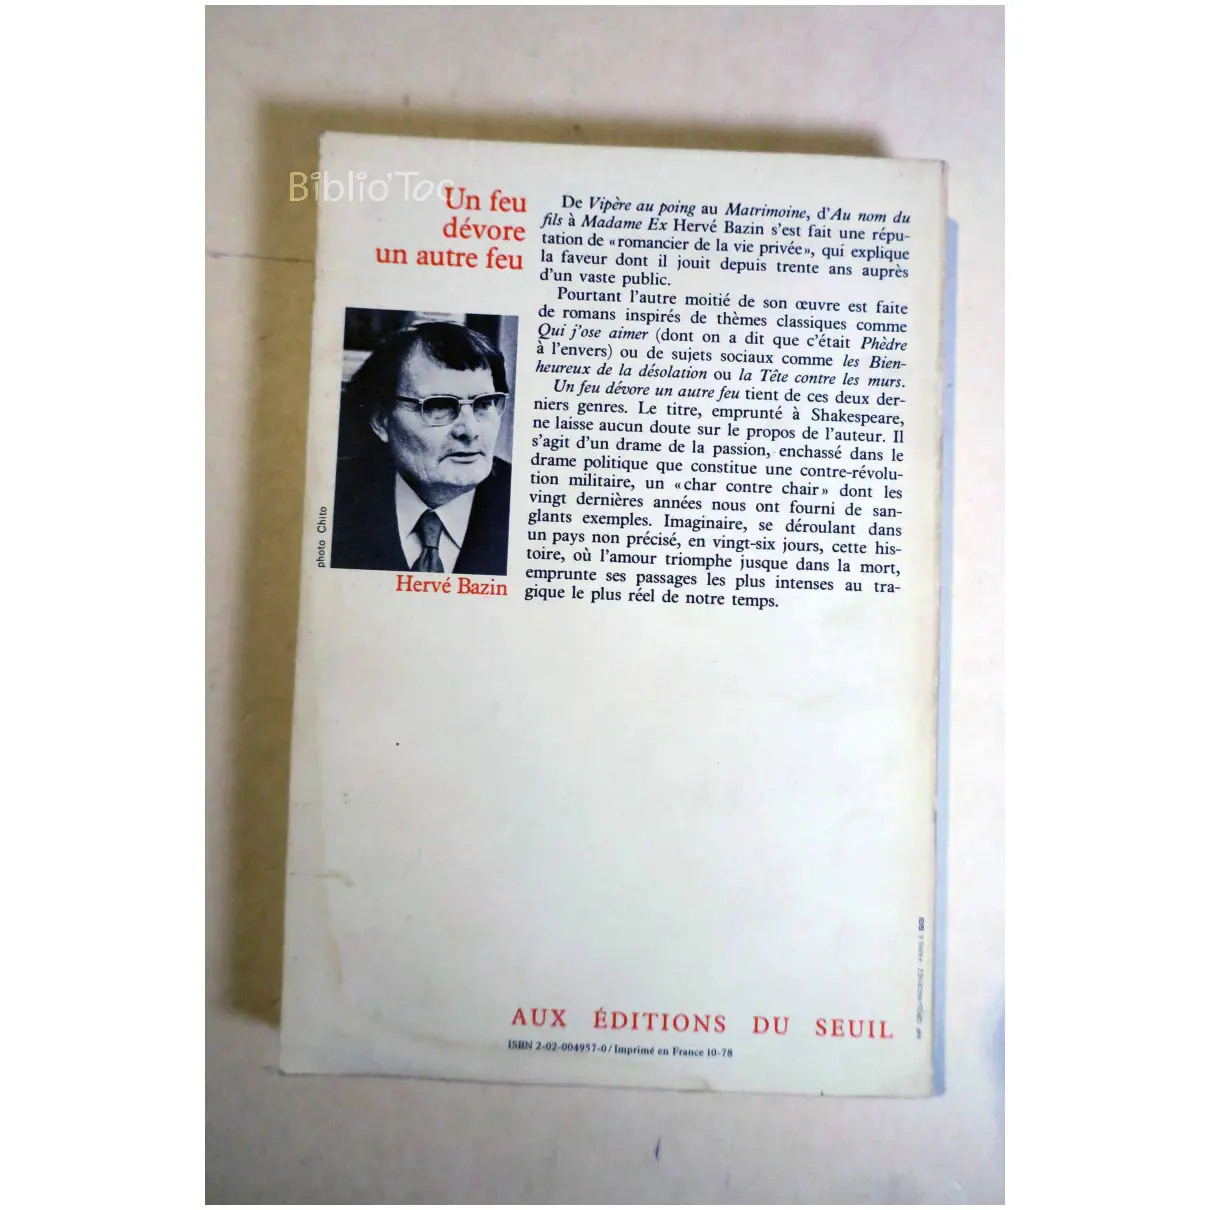 Biblio'Toc
Un feu
dévore
un autre feu
De Vipère au poing au Matrimoine, d'Au nom du
fils à Madame Ex Hervé Bazin s'est fait une répu-
tation de «romancier de la vie privée», qui explique
la faveur dont il jouit depuis trente ans auprès
d'un vaste public.
Pourtant l'autre moitié de son œuvre est faite
de romans inspirés de thèmes classiques comme
Qui j'ose aimer (dont on a dit que c'était Phèdre
à l'envers) ou de sujets sociaux comme les Bien-
heureux de la désolation ou la Tête contre les murs.
Un feu dévore un autre feu tient de ces deux der-
niers genres. Le titre, emprunté à Shakespeare,
ne laisse aucun doute sur le propos de l'auteur. Il
s'agit d'un drame de la passion, enchassé dans le
drame politique que constitue une contre-révolu-
tion militaire, un «char contre chair» dont les
vingt dernières années nous ont fourni de san-
glants exemples. Imaginaire, se déroulant dans
un pays non précisé, en vingt-six jours, cette his-
toire, où l'amour triomphe jusque dans la mort,
emprunte ses passages les plus intenses au tra-
gique le plus réel de notre temps.
photo Chito
Hervé Bazin
AUX ÉDITIONS DU SEUIL
ISBN 2-02-004957-0/Imprimé en France 10-78